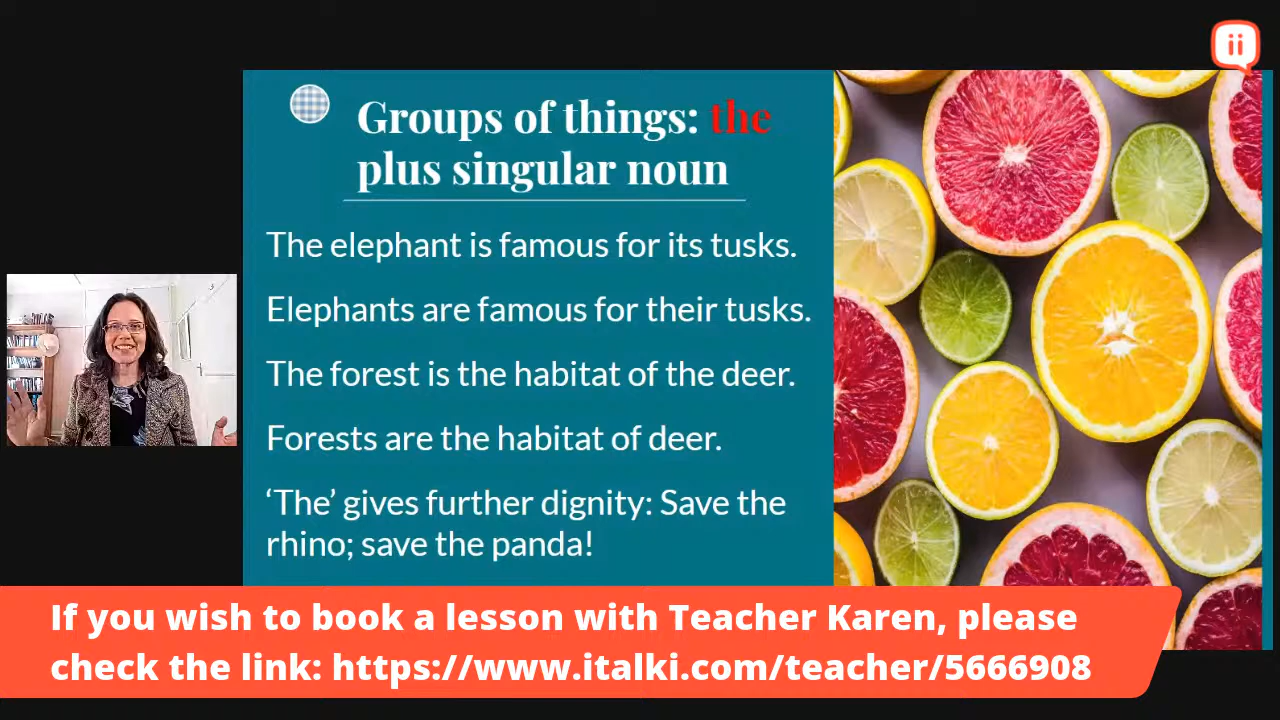 Groups of things: the
plus singular noun
The elephant is famous for its tusks.
Elephants are famous for their tusks.
The forest is the habitat of the deer.
Forests are the habitat of deer.
‘The’ gives further dignity: Save the
rhino; save the panda!
If you wish to book a lesson with Teacher Karen, please
check the link: https://www.italki.com/teacher/5666908